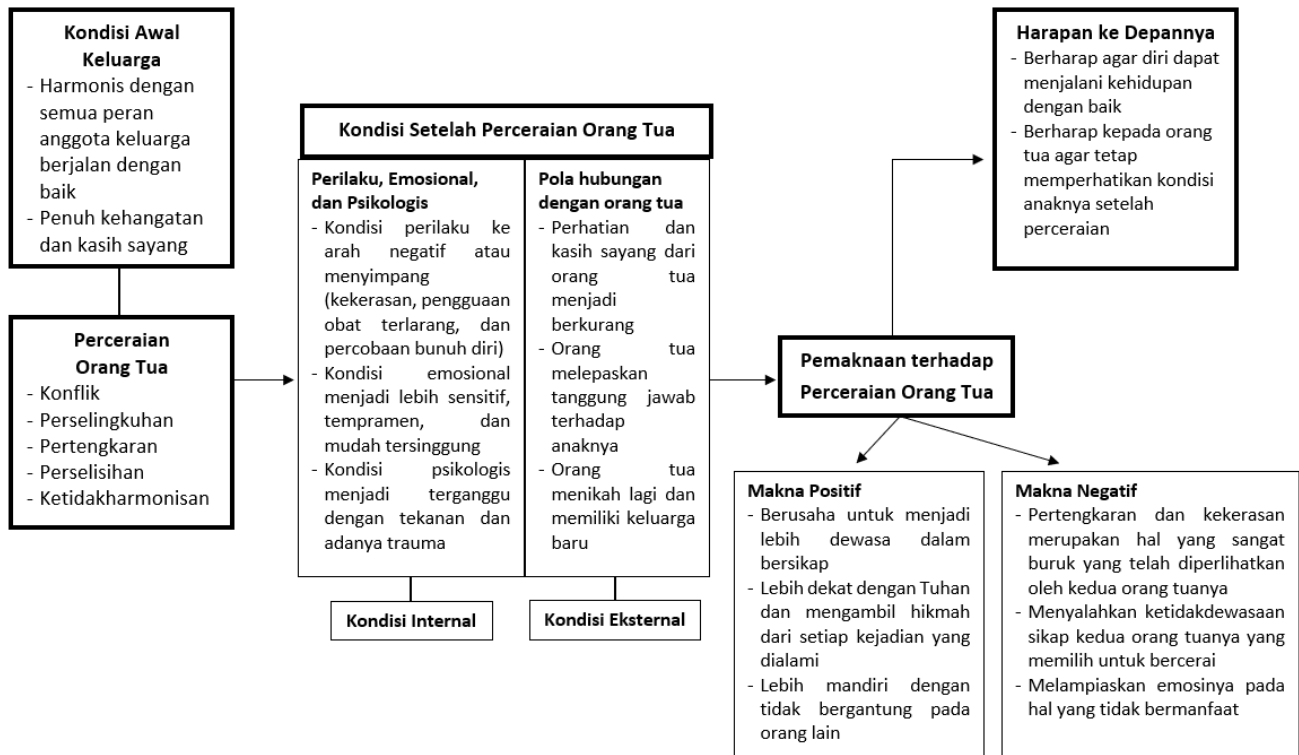 Kondisi Awal
Keluarga
- Harmonis dengan
semua peran
anggota keluarga
berjalan dengan
baik
- Penuh kehangatan
dan kasih sayang
Perceraian
Orang Tua
- Konflik
- Perselingkuhan
- Pertengkaran
- Perselisihan
- Ketidakharmonisan
Kondisi Setelah Perceraian Orang Tua
Perilaku, Emosional,
dan Psikologis
- Kondisi perilaku ke
arah negatif atau
menyimpang
(kekerasan, pengguaan
obat terlarang, dan
percobaan bunuh diri)
- Kondisi emosional
menjadi lebih sensitif,
tempramen, dan
mudah tersinggung
- Kondisi psikologis
menjadi terganggu
dengan tekanan dan
adanya trauma
Kondisi Internal
Pola hubungan
dengan orang tua
- Perhatian dan
kasih sayang dari
orang tua
menjadi
berkurang
- Orang tua
melepaskan
tanggung jawab
terhadap
anaknya
- Orang tua
menikah lagi dan
memiliki keluarga
baru
Kondisi Eksternal
Pemaknaan terhadap
Perceraian Orang Tua
Harapan ke Depannya
- Berharap agar diri dapat
menjalani kehidupan
dengan baik
- Berharap kepada orang
tua agar tetap
memperhatikan kondisi
anaknya setelah
perceraian
Makna Positif
- Berusaha untuk menjadi
lebih dewasa dalam
bersikap
- Lebih dekat dengan Tuhan
dan mengambil hikmah
dari setiap kejadian yang
dialami
- Lebih mandiri dengan
tidak bergantung pada
orang lain
Makna Negatif
- Pertengkaran dan kekerasan
merupakan hal yang sangat
buruk yang telah diperlihatkan
oleh kedua orang tuanya
- Menyalahkan ketidakdewasaan
sikap kedua orang tuanya yang
memilih untuk bercerai
- Melampiaskan emosinya pada
hal yang tidak bermanfaat